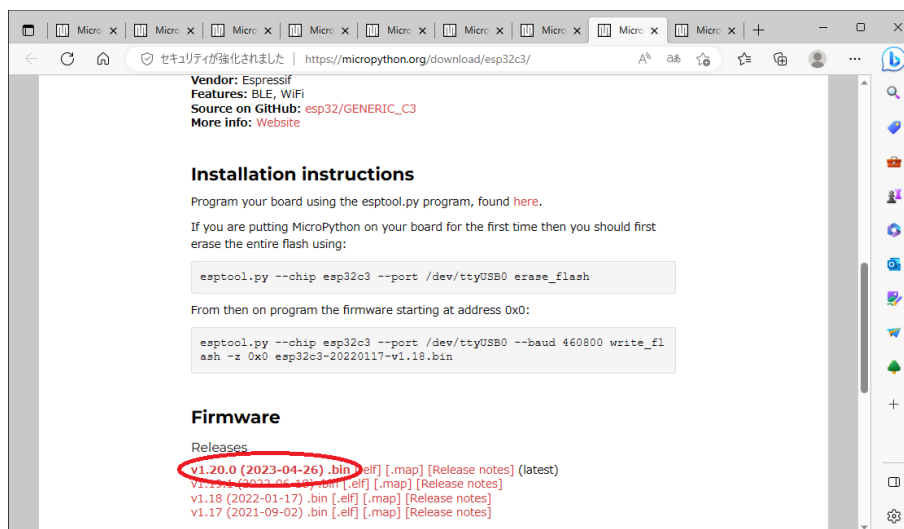 Micro Micro Micro Micro Micro Micro Micro Micro
セキュリティが強化されました | https://micropython.org/download/esp32c3/
Vendor: Espressif
Features: BLE, WiFi
Source on GitHub: esp32/GENERIC_C3
More info: Website
Installation instructions
Program your board using the esptool.py program, found here.
If you are putting MicroPython on your board for the first time then you should first
erase the entire flash using:
esptool.py --chip esp32c3 --port /dev/ttyUSB0 erase_flash
From then on program the firmware starting at address 0x0:
esptool.py --chip esp32c3 --port /dev/ttyUSB0 --baud 460800 write_fl
ash -z 0x0 esp32c3-20220117-v1.18.bin
Firmware
Releases
v1.20.0 (2023-04-26) .bin [.elf] [.map] [Release notes] (latest)
v1.19.1 (2022-06-18) .bin [.elf] [.map] [Release notes]
v1.18 (2022-01-17) .bin [.elf] [.map] [Release notes]
v1.17 (2021-09-02) .bin [.elf] [.map] [Release notes]